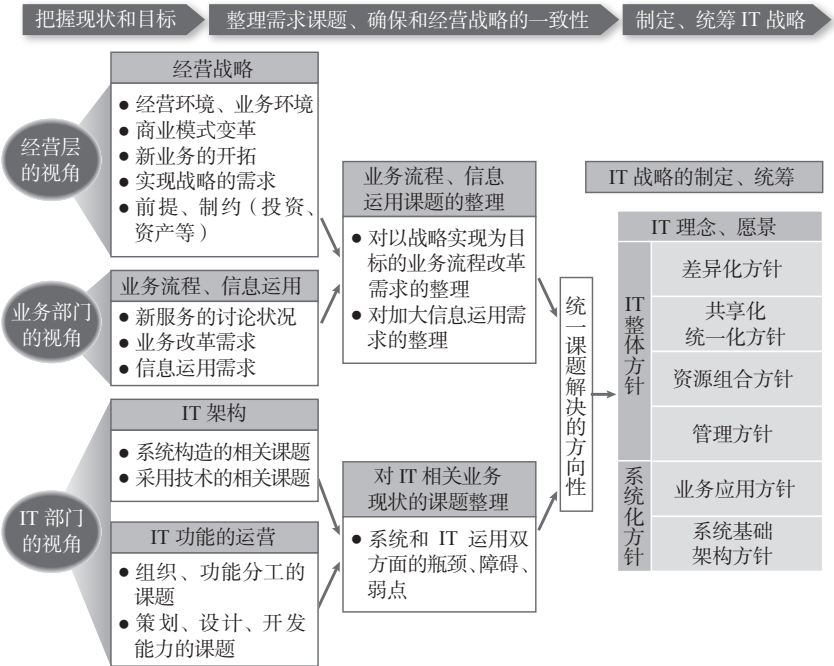 把握现状和目标
整理需求课题、确保和经营战略的一致性
制定、统筹 IT 战略
经营层
的视角
经营战略
● 经营环境、业务环境
● 商业模式变革
● 新业务的开拓
● 实现战略的需求
● 前提、制约（投资、
资产等）
业务部门
的视角
业务流程、信息运用
● 新服务的讨论状况
● 业务改革需求
● 信息运用需求
IT 部门
的视角
IT 架构
● 系统构造的相关课题
● 采用技术的相关课题
IT 功能的运营
● 组织、功能分工的
课题
● 策划、设计、开发
能力的课题
业务流程、信息
运用课题的整理
● 对以战略实现为目
标的业务流程改革
需求的整理
● 对加大信息运用需
求的整理
对 IT 相关业务
现状的课题整理
● 系统和 IT 运用双
方面的瓶颈、障碍、
弱点
统一课题解决的方向性
IT 战略的制定、统筹
IT 理念、愿景
IT整体方针
差异化方针
共享化
统一化方针
资源组合方针
管理方针
系统化方针
业务应用方针
系统基础
架构方针